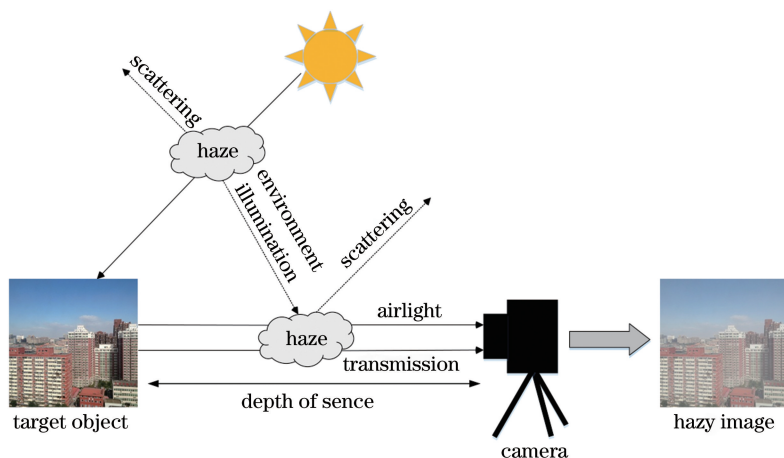 scattering
haze
environment
illumination
scattering
haze
airlight
transmission
depth of sence
target object
camera
hazy image